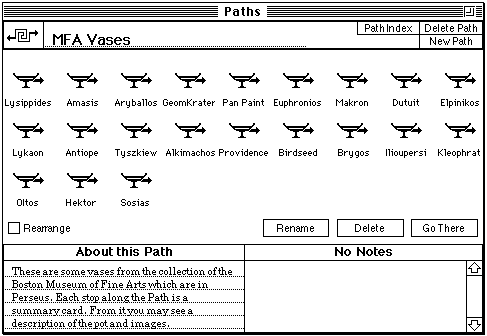 Paths
MFA Vases
Path Index
Delete Path
New Path
Lysippides Amasis Aryballos GeomKrater Pan Paint Euphronios Makron Dutuit Elpinikos
Lykaon Antiope Tyszkiew Alkimachos Providence Birdseed Brygos Ilioupersi Kleophrat
Oltos Hektor Sosias
Rearrange
Rename
Delete
Go There
About this Path
These are some vases from the collection of the
Boston Museum of Fine Arts which are in
Perseus. Each stop along the Path is a
summary card. From it you may see a
description of the pot and images.
No Notes